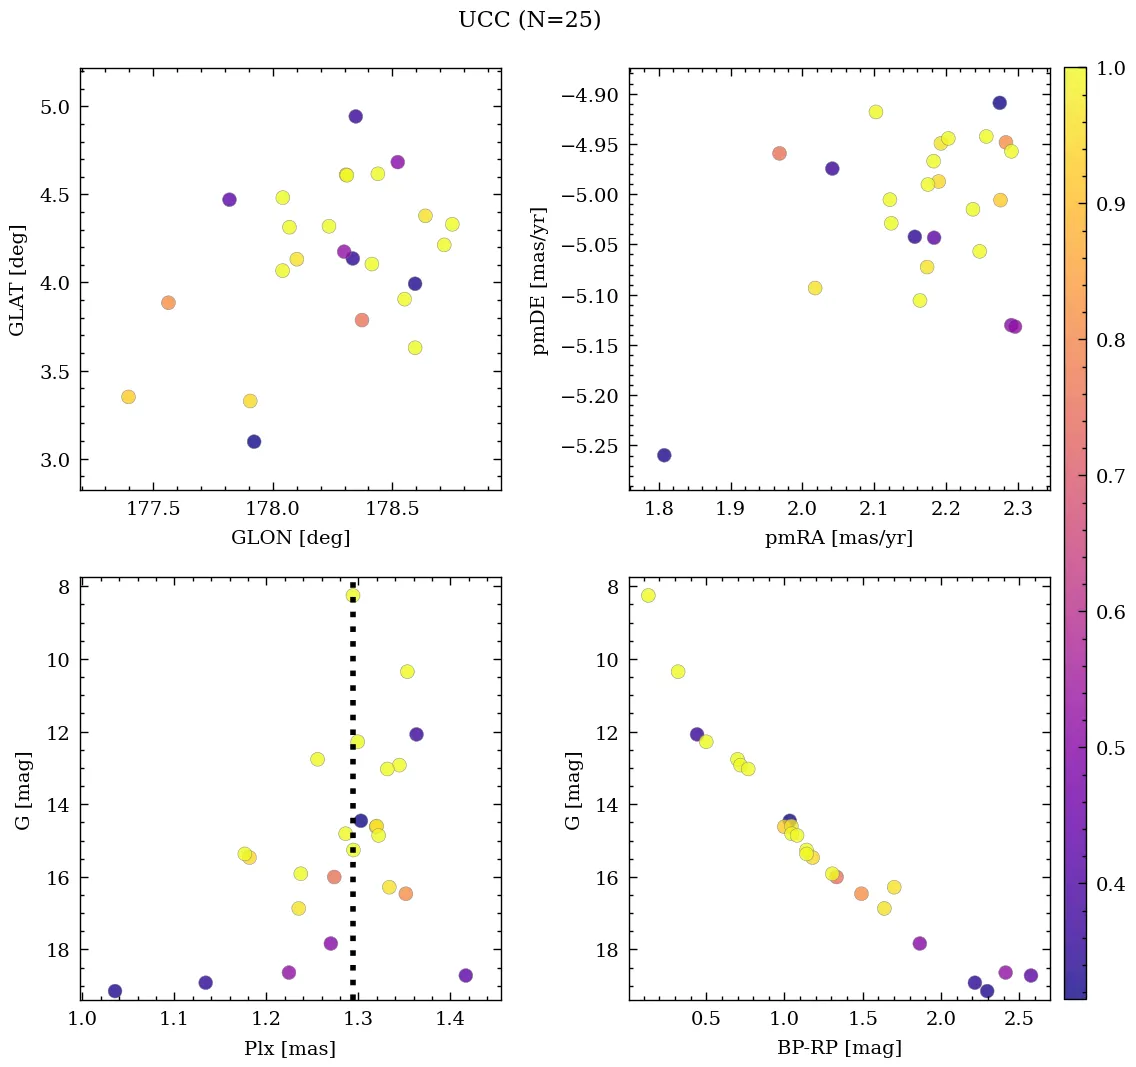 UCC (N=25)
5.0
4.5
4.0
3.5
3.0
GLAT [deg]
177.5 178.0 178.5
GLON [deg]
−4.90
−4.95
−5.00
−5.05
−5.10
−5.15
−5.20
−5.25
pmDE [mas/yr]
1.8 1.9 2.0 2.1 2.2 2.3
pmRA [mas/yr]
8
10
12
14
16
18
G [mag]
1.0 1.1 1.2 1.3 1.4
Plx [mas]
8
10
12
14
16
18
G [mag]
0.5 1.0 1.5 2.0 2.5
BP-RP [mag]
1.0
0.9
0.8
0.7
0.6
0.5
0.4